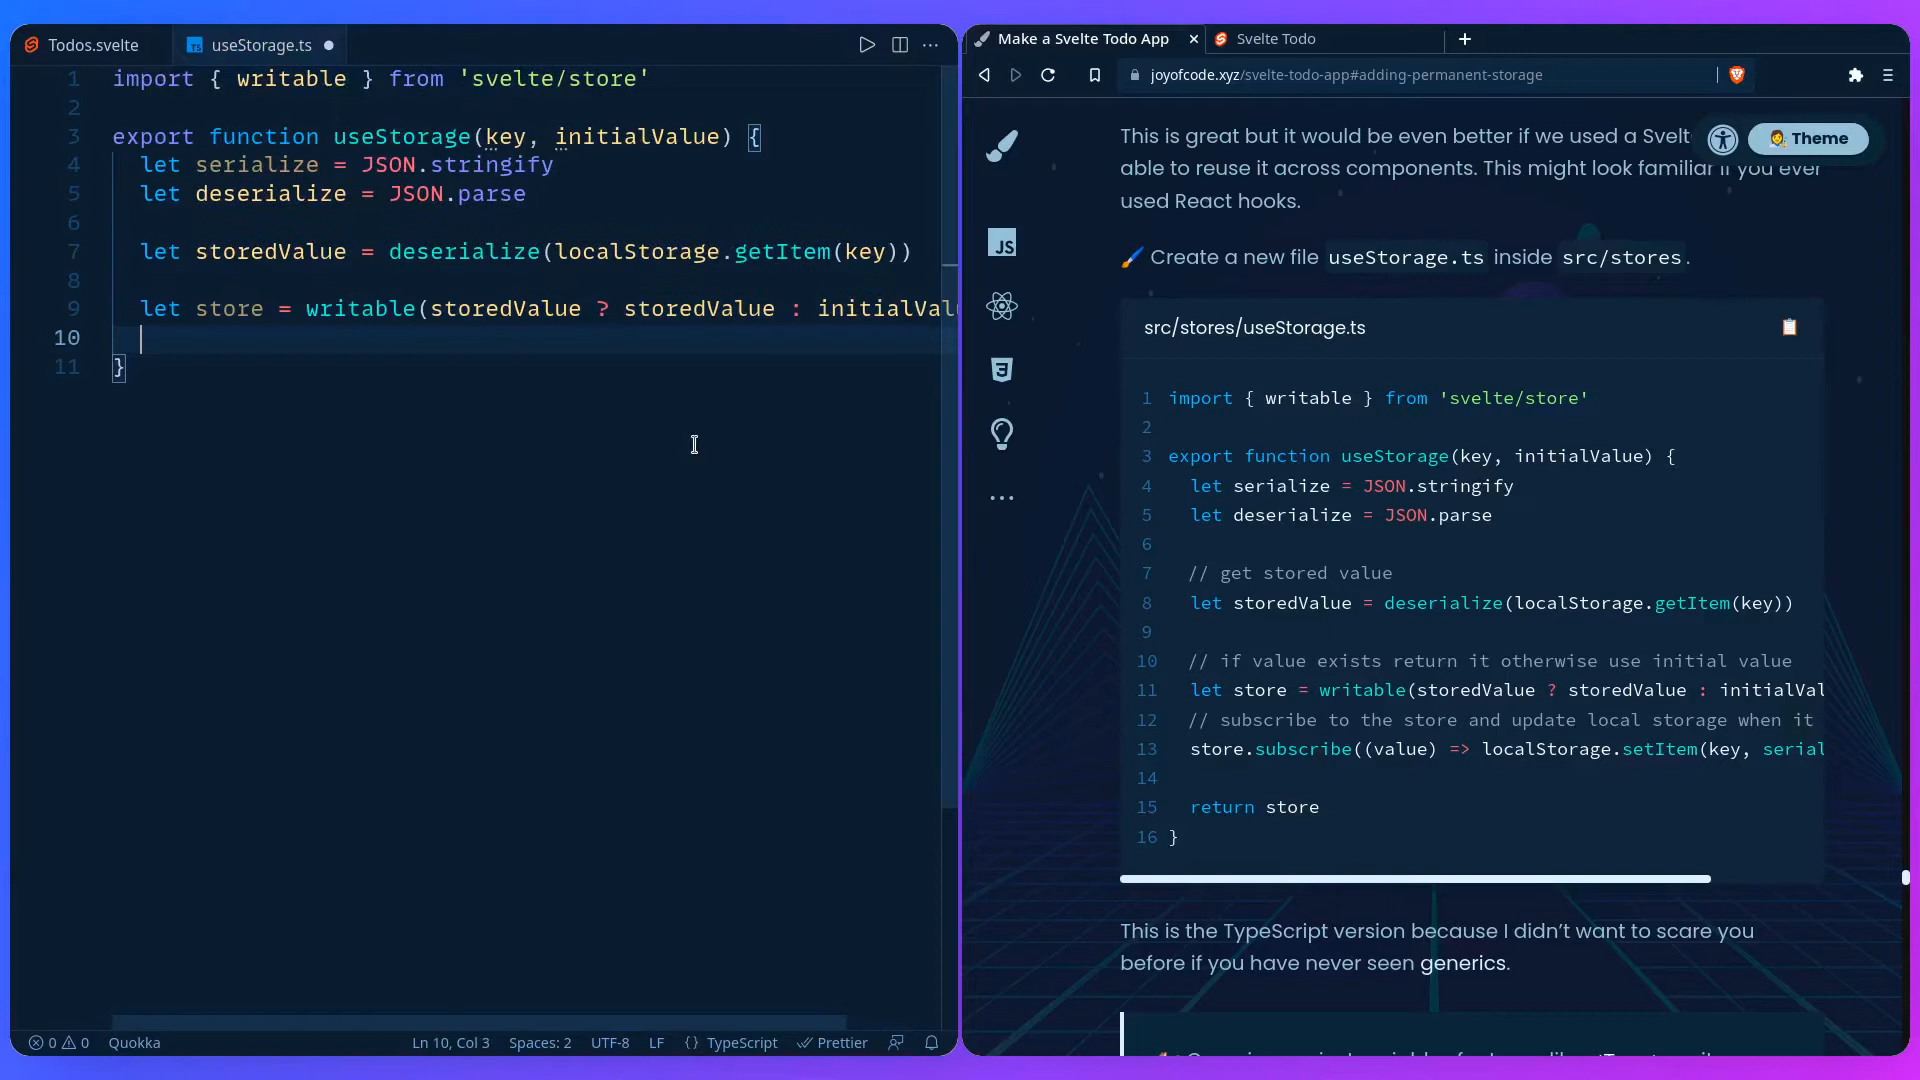 Todos.svelte
TS useStorage.ts
1 import { writable } from 'svelte/store'
2
3 export function useStorage(key, initialValue) {
4 let serialize = JSON.stringify
5 let deserialize = JSON.parse
6
7 let storedValue = deserialize(localStorage.getItem(key))
8
9 let store = writable(storedValue ? storedValue : initialValu
10
11 }
0 0 Quokka Ln 10, Col 3 Spaces: 2 UTF-8 LF {} TypeScript Prettier
Make a Svelte Todo App
Svelte Todo
joyofcode.xyz/svelte-todo-app#adding-permanent-storage
Theme
JS
This is great but it would be even better if we used a Svelt
able to reuse it across components. This might look familiar if you ever
used React hooks.
Create a new file useStorage.ts inside src/stores.
src/stores/useStorage.ts
1 import { writable } from 'svelte/store'
2
3 export function useStorage(key, initialValue) {
4 let serialize = JSON.stringify
5 let deserialize = JSON.parse
6
7 // get stored value
8 let storedValue = deserialize(localStorage.getItem(key))
9
10 // if value exists return it otherwise use initial value
11 let store = writable(storedValue ? storedValue : initialVal
12 // subscribe to the store and update local storage when it
13 store.subscribe((value) => localStorage.setItem(key, serial
14
15 return store
16 }
This is the TypeScript version because I didn't want to scare you
before if you have never seen generics.